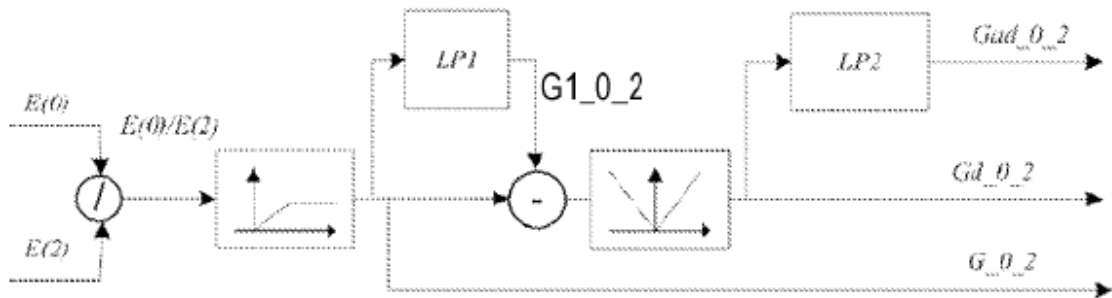 Gad_0_2
LP1
LP2
G1_0_2
E(0)
E(0)/E(2)
/
-
Gd_0_2
E(2)
G_0_2